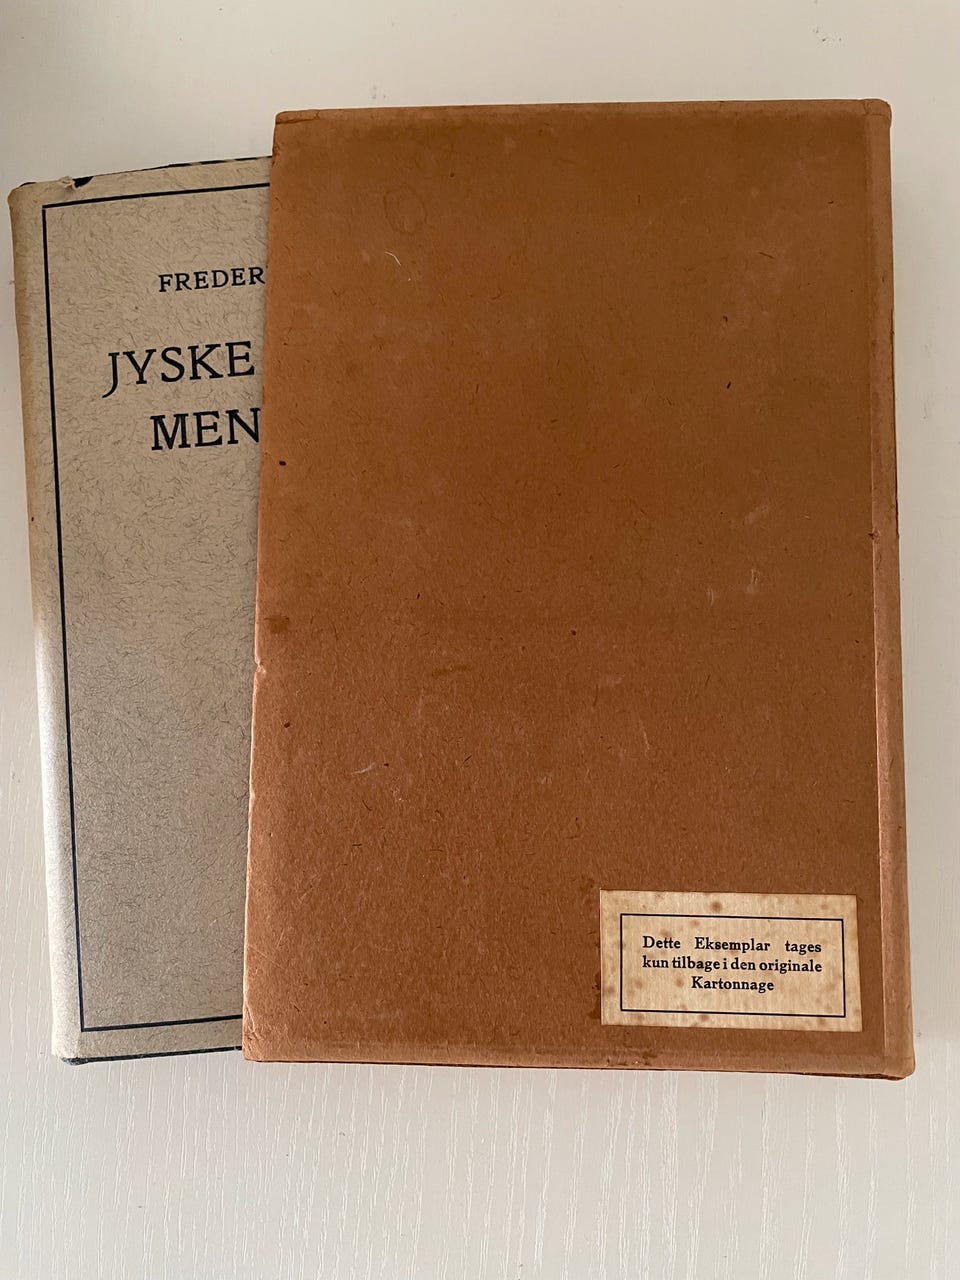 FREDER
JYSKE
MEN
Dette Eksemplar tages
kun tilbage i den originale
Kartonnage